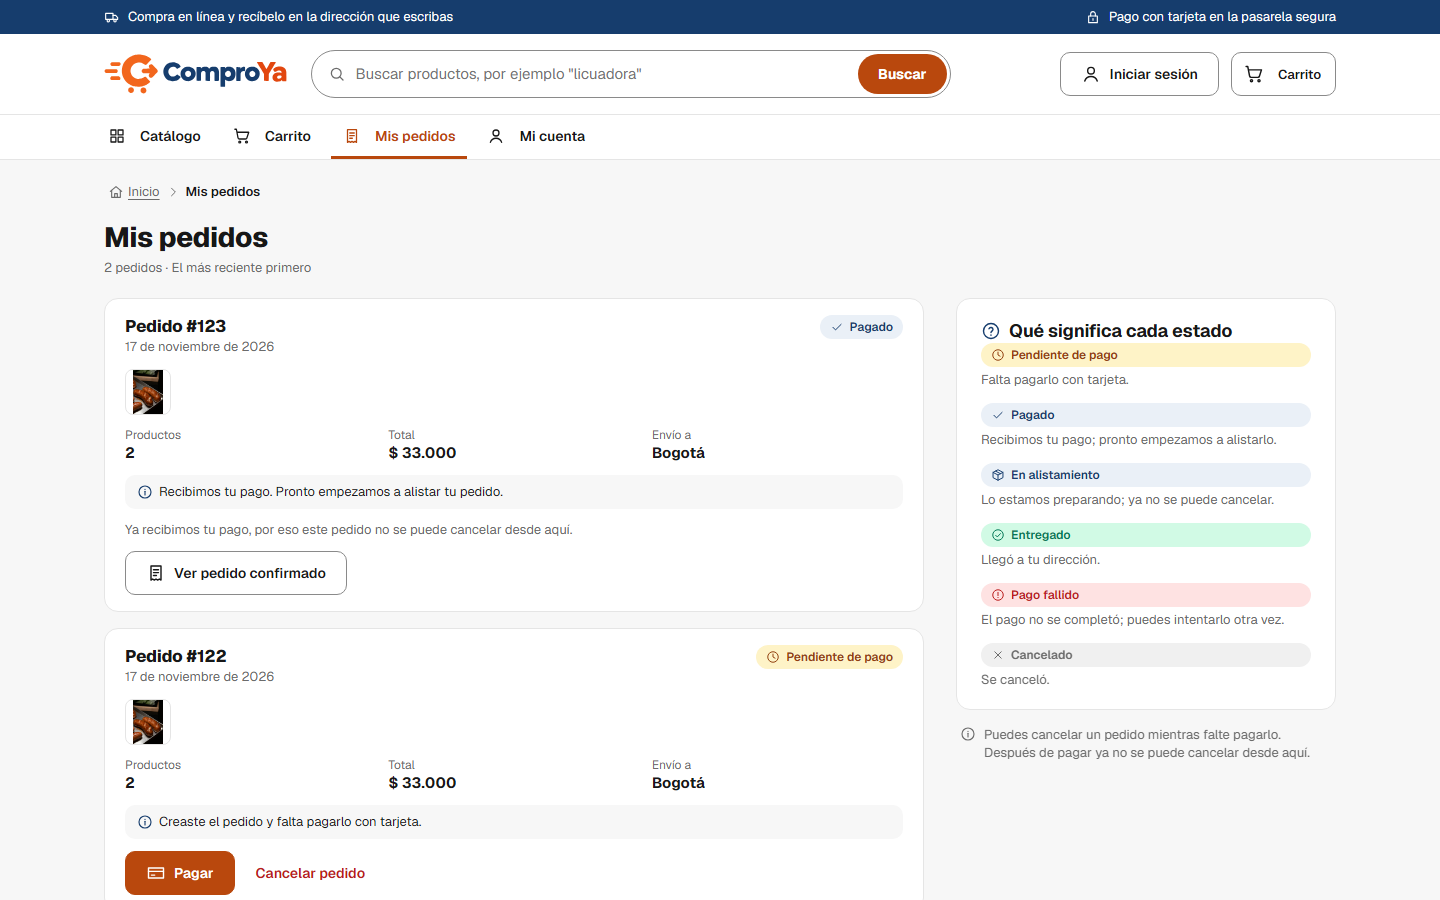 Compra en línea y recíbelo en la dirección que escribas
Pago con tarjeta en la pasarela segura
ComproYa
Buscar productos, por ejemplo "licuadora"
Buscar
Iniciar sesión
Carrito
Catálogo
Carrito
Mis pedidos
Mi cuenta
Inicio
Mis pedidos
Mis pedidos
2 pedidos · El más reciente primero
Pedido #123
Pagado
17 de noviembre de 2026
Productos
Total
Envío a
2
$ 33.000
Bogotá
Recibimos tu pago. Pronto empezamos a alistar tu pedido.
Ya recibimos tu pago, por eso este pedido no se puede cancelar desde aquí.
Ver pedido confirmado
Pedido #122
Pendiente de pago
17 de noviembre de 2026
Productos
Total
Envío a
2
$ 33.000
Bogotá
Creaste el pedido y falta pagarlo con tarjeta.
Pagar
Cancelar pedido
Qué significa cada estado
Pendiente de pago
Falta pagarlo con tarjeta.
Pagado
Recibimos tu pago; pronto empezamos a alistarlo.
En alistamiento
Lo estamos preparando; ya no se puede cancelar.
Entregado
Llegó a tu dirección.
Pago fallido
El pago no se completó; puedes intentarlo otra vez.
Cancelado
Se canceló.
Puedes cancelar un pedido mientras falte pagarlo.
Después de pagar ya no se puede cancelar desde aquí.